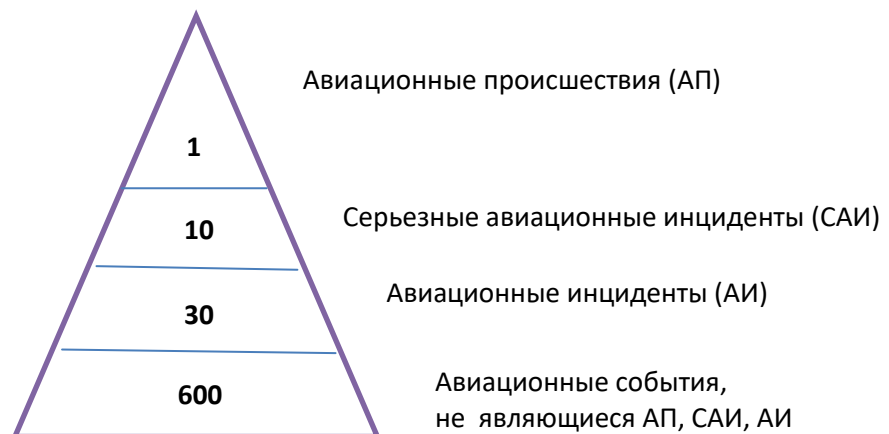 Авиационные происшествия (АП)
1
Серьезные авиационные инциденты (САИ)
10
Авиационные инциденты (АИ)
30
600
Авиационные события,
не являющиеся АП, САИ, АИ